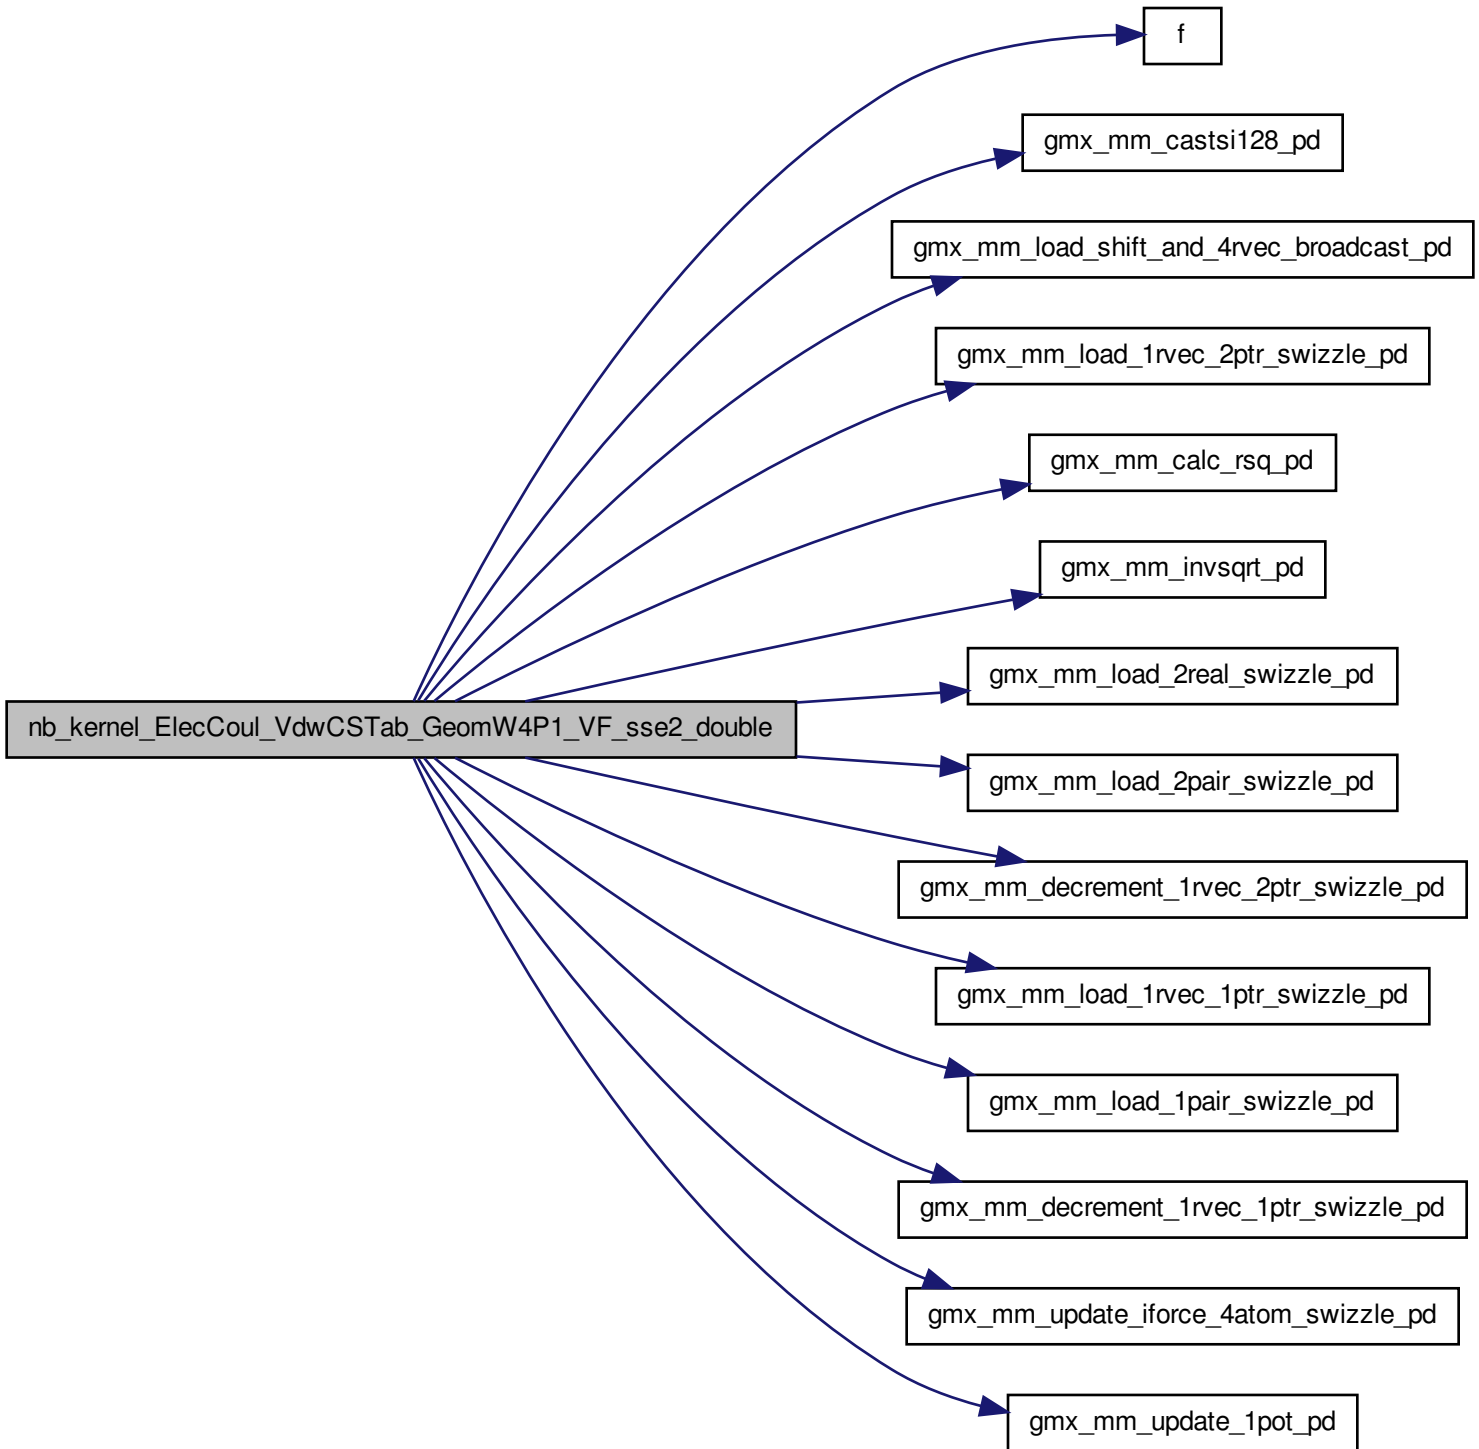 f
gmx_mm_castsi128_pd
gmx_mm_load_shift_and_4rvec_broadcast_pd
gmx_mm_load_1rvec_2ptr_swizzle_pd
gmx_mm_calc_rsq_pd
gmx_mm_invsqrt_pd
gmx_mm_load_2real_swizzle_pd
nb_kernel_ElecCoul_VdwCSTab_GeomW4P1_VF_sse2_double
gmx_mm_load_2pair_swizzle_pd
gmx_mm_decrement_1rvec_2ptr_swizzle_pd
gmx_mm_load_1rvec_1ptr_swizzle_pd
gmx_mm_load_1pair_swizzle_pd
gmx_mm_decrement_1rvec_1ptr_swizzle_pd
gmx_mm_update_iforce_4atom_swizzle_pd
gmx_mm_update_1pot_pd